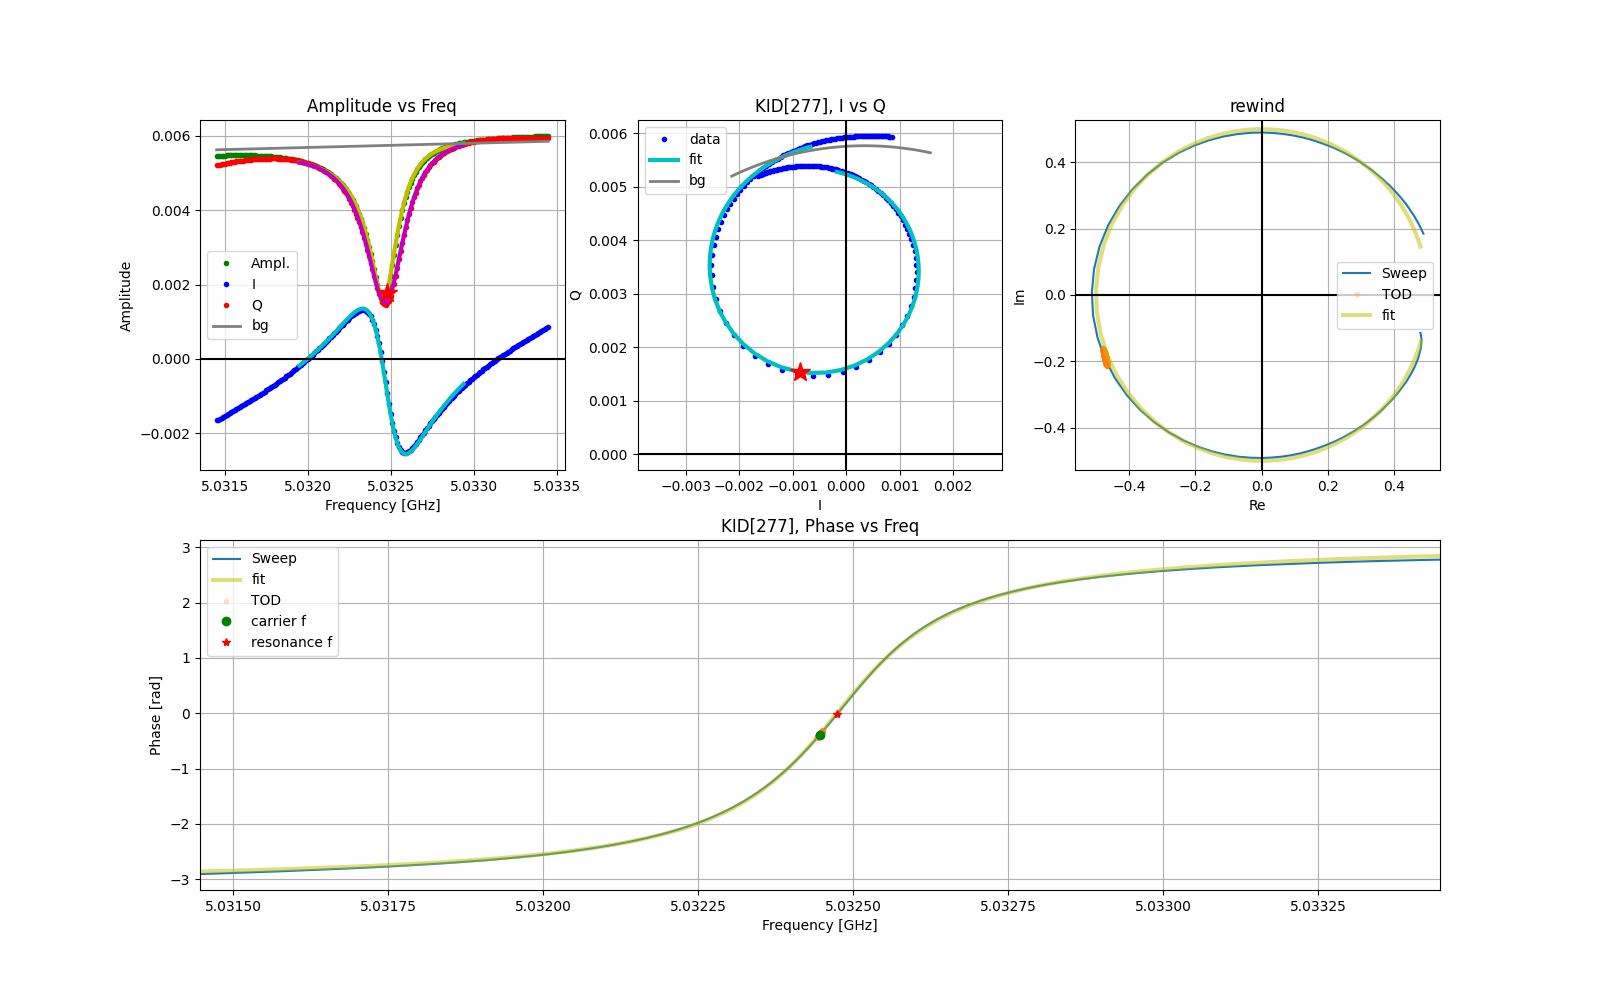 Amplitude vs Freq
0.006
0.004
0.002
0.000
−0.002
Amplitude
Ampl.
I
Q
bg
5.0315 5.0320 5.0325 5.0330 5.0335
Frequency [GHz]
KID[277], I vs Q
0.006
0.005
0.004
0.003
0.002
0.001
0.000
Q
data
fit
bg
−0.003 −0.002 −0.001 0.000 0.001 0.002
I
rewind
0.4
0.2
0.0
−0.2
−0.4
Im
Sweep
TOD
fit
−0.4 −0.2 0.0 0.2 0.4
Re
KID[277], Phase vs Freq
3
2
1
0
−1
−2
−3
Phase [rad]
Sweep
fit
TOD
carrier f
resonance f
5.03150 5.03175 5.03200 5.03225 5.03250 5.03275 5.03300 5.03325
Frequency [GHz]